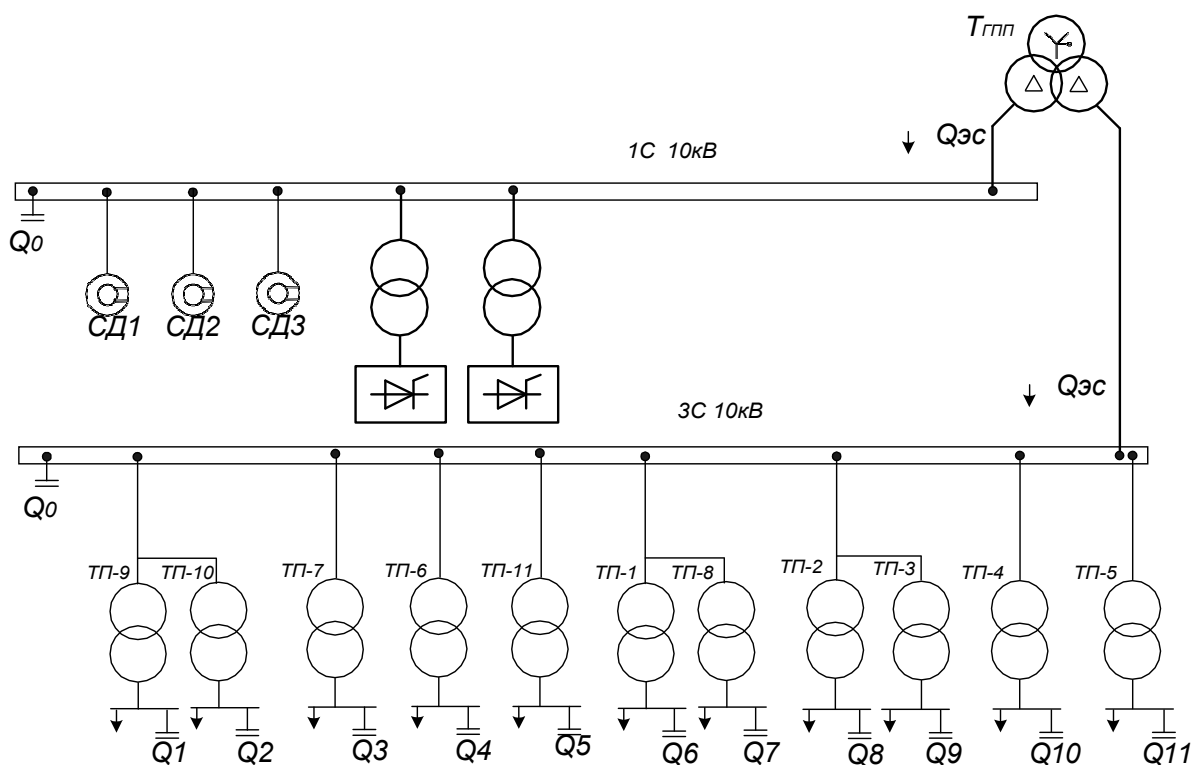 TГПП
Qэс
1С 10кВ
Q0
СД1 СД2 СД3
Qэс
3С 10кВ
Q0
ТП-9 ТП-10 ТП-7 ТП-6 ТП-11 ТП-1 ТП-8 ТП-2 ТП-3 ТП-4 ТП-5
Q1 Q2 Q3 Q4 Q5 Q6 Q7 Q8 Q9 Q10 Q11